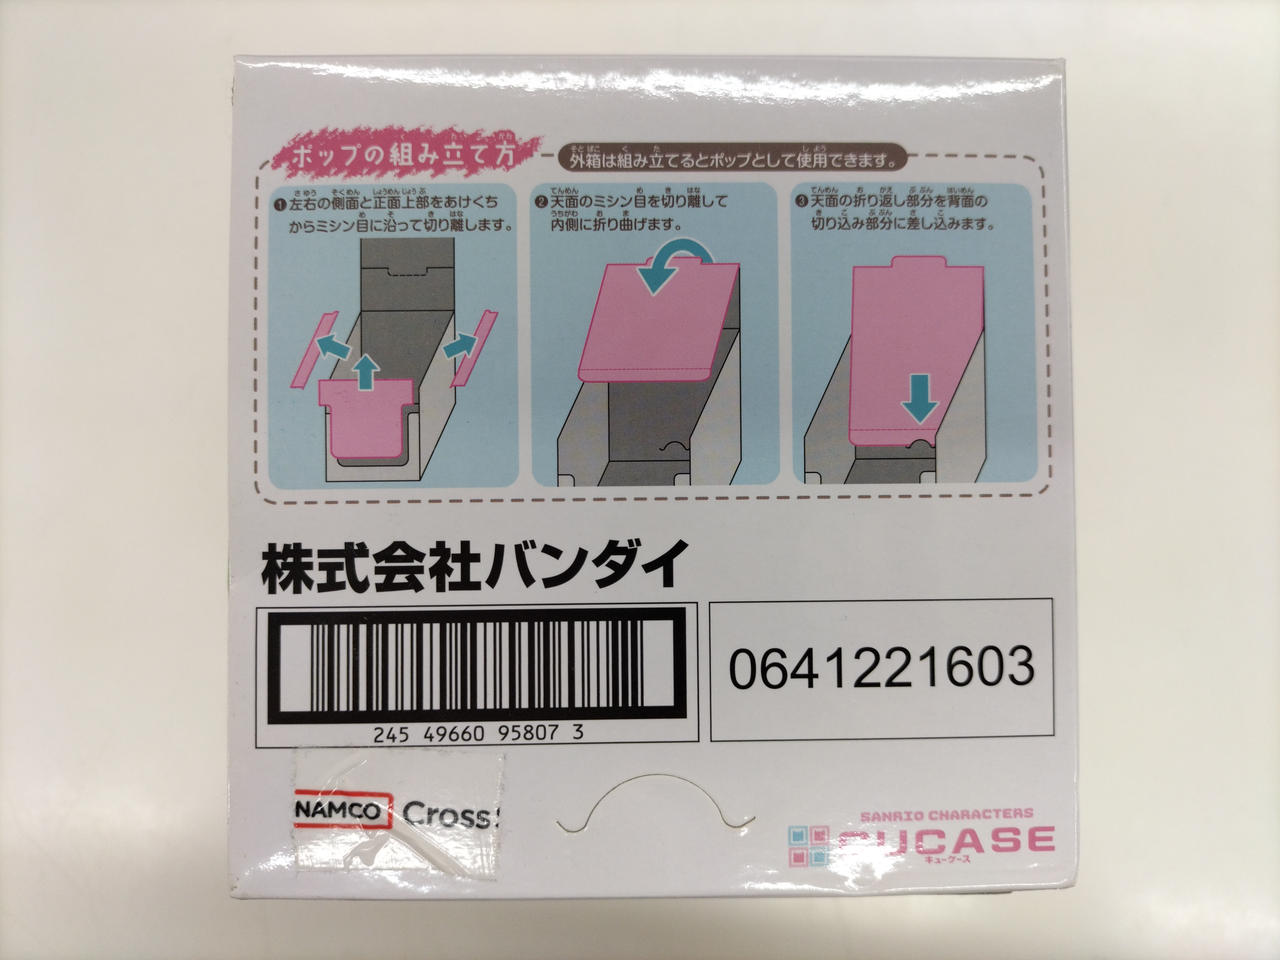 ポップの組み立て方
外箱は組み立てるとポップとして使用できます。
❶左右の側面と正面上部をあけくち
からミシン目に沿って切り離します。
❷天面のミシン目を切り離して
内側に折り曲げます。
❸天面の折り返し部分を背面の
切り込み部分に差し込みます。
株式会社バンダイ
245 49660 95807 3
0641221603
NAMCO Cross
SANRIO CHARACTERS
CUCASE
キューケース